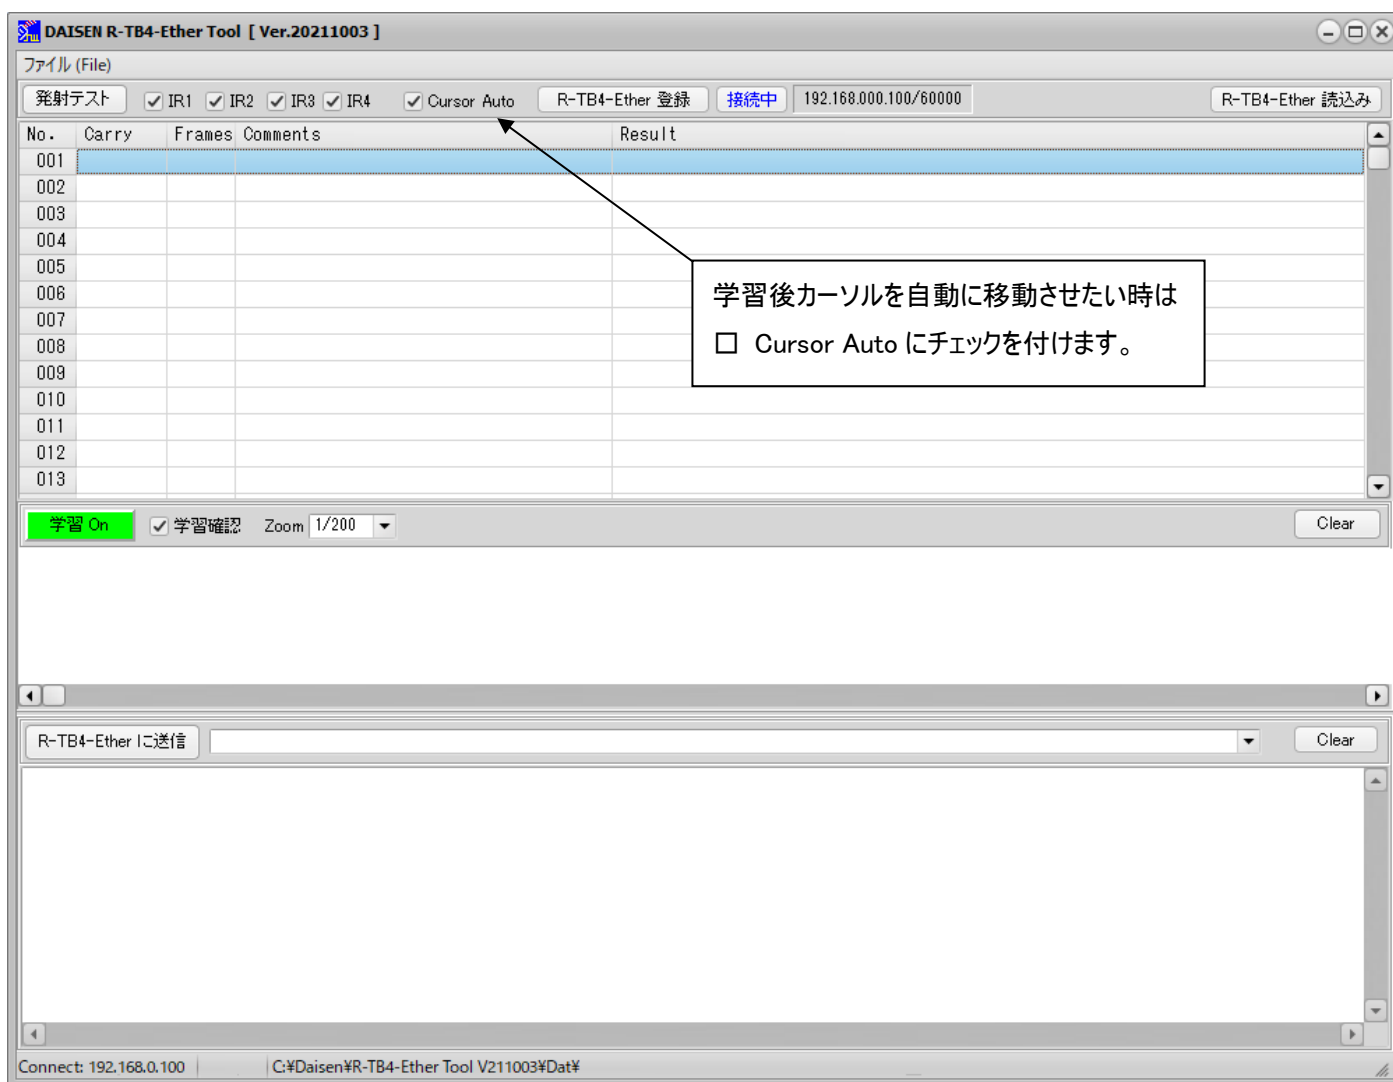 DAISEN R-TB4-Ether Tool [ Ver.20211003 ]
ファイル (File)
発射テスト IR1 IR2 IR3 IR4 Cursor Auto R-TB4-Ether 登録 接続中 192.168.000.100/60000 R-TB4-Ether 読込み
No. Carry Frames Comments Result
001
002
003
004
005
006
007
008
009
010
011
012
013
学習後カーソルを自動に移動させたい時は
□ Cursor Auto にチェックを付けます。
学習 On 学習確認 Zoom 1/200 Clear
R-TB4-Ether に送信 Clear
Connect: 192.168.0.100 C:¥Daisen¥R-TB4-Ether Tool V211003¥Dat¥